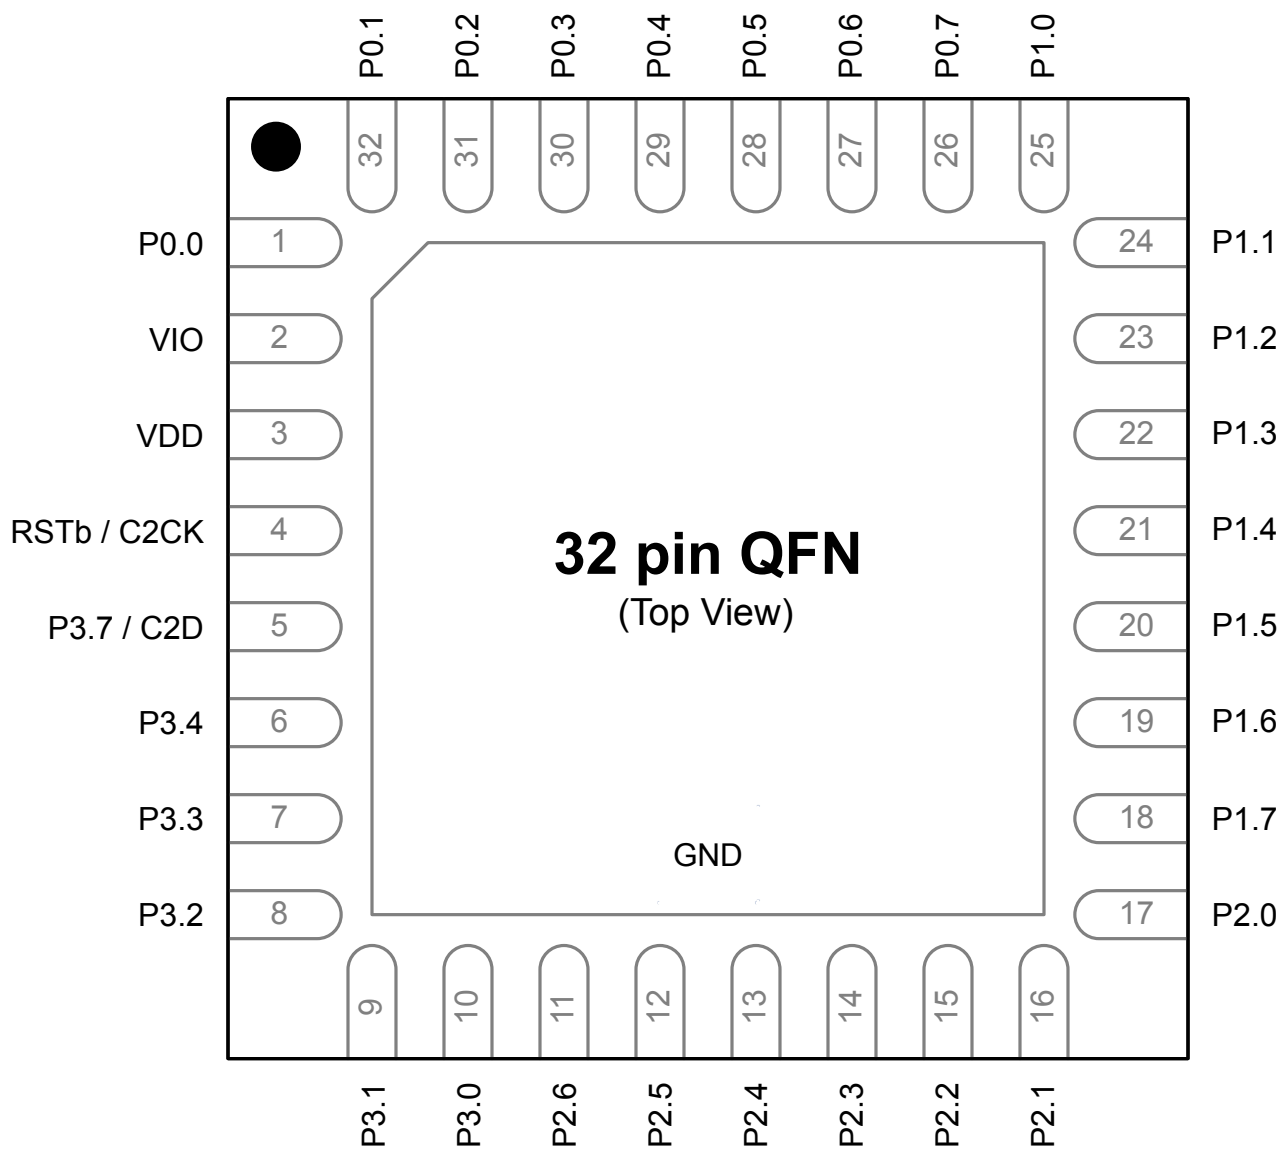 P0.1 P0.2 P0.3 P0.4 P0.5 P0.6 P0.7 P1.0
32 31 30 29 28 27 26 25
P0.0 1 24 P1.1
VIO 2 23 P1.2
VDD 3 22 P1.3
RSTb / C2CK 4 21 P1.4
32 pin QFN
(Top View)
P3.7 / C2D 5 20 P1.5
P3.4 6 19 P1.6
P3.3 7 18 P1.7
GND
P3.2 8 17 P2.0
9 10 11 12 13 14 15 16
P3.1 P3.0 P2.6 P2.5 P2.4 P2.3 P2.2 P2.1